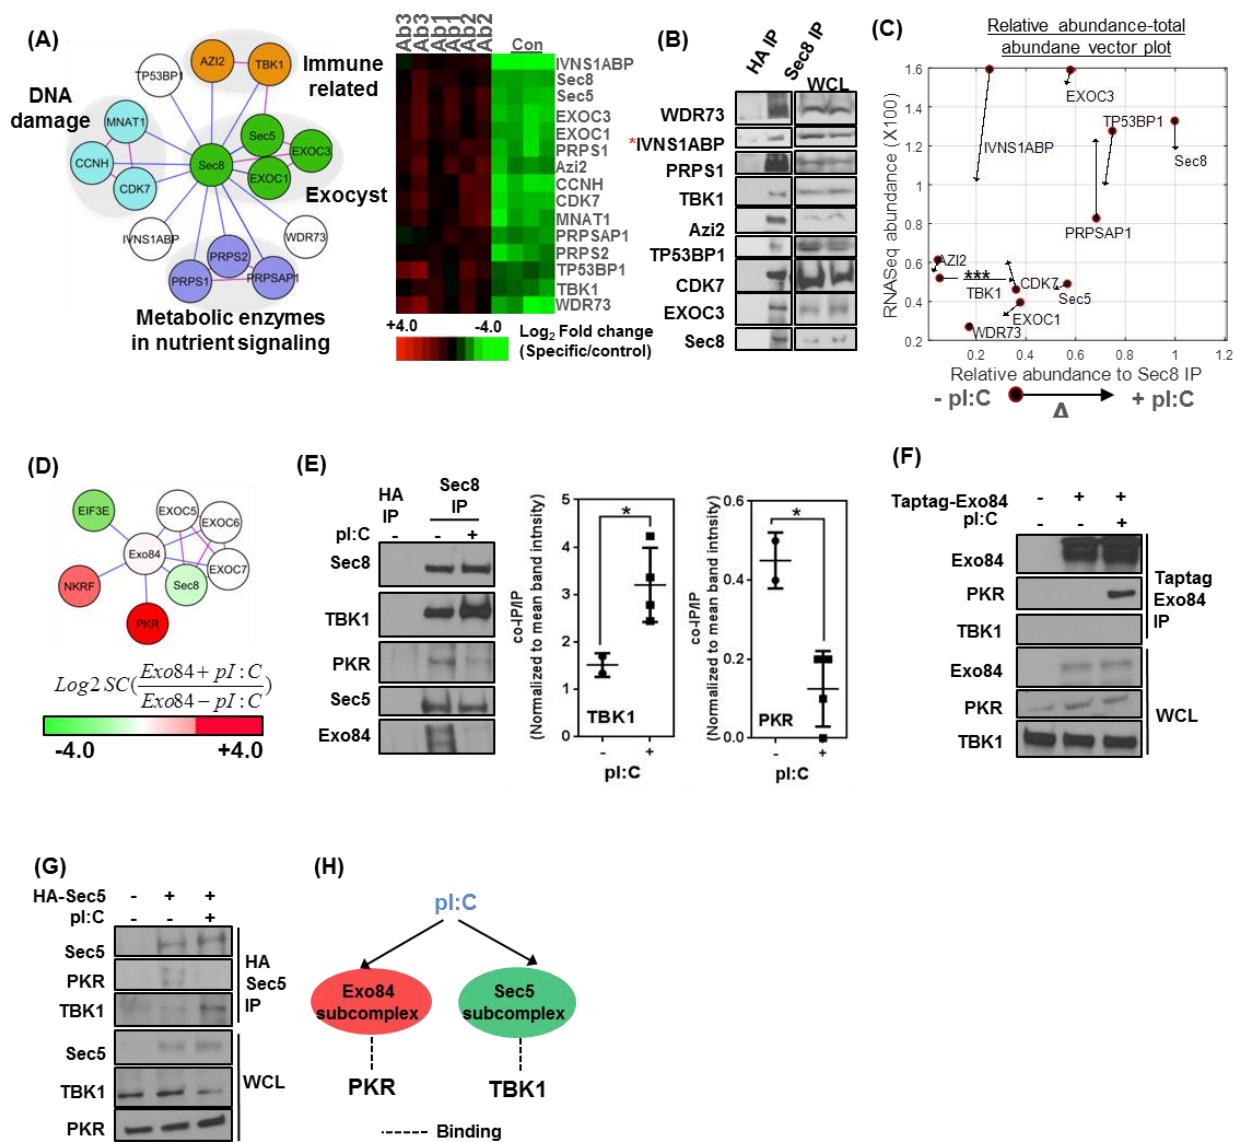 (A)
AZI2
TBK1
TP53BP1
Immune
related
DNA
damage
MNAT1
CCNH
CDK7
Sec5
EXOC3
Sec8
EXOC1
Exocyst
IVNS1ABP
WDR73
PRPS2
PRPS1
PRPSAP1
Metabolic enzymes
in nutrient signaling
Ab3
Ab3
Ab1
Ab1
Ab2
Ab2
Con
IVNS1ABP
Sec8
Sec5
EXOC3
EXOC1
PRPS1
Azi2
CCNH
CDK7
MNAT1
PRPSAP1
PRPS2
TP53BP1
TBK1
WDR73
+4.0
-4.0
Log2 Fold change
(Specific/control)
(B)
HA IP
Sec8 IP
WCL
WDR73
*IVNS1ABP
PRPS1
TBK1
Azi2
TP53BP1
CDK7
EXOC3
Sec8
(C)
Relative abundance-total
abundane vector plot
RNASeq abundance (X100)
1.6
1.4
1.2
1
0.8
0.6
0.4
0.2
EXOC3
TP53BP1
IVNS1ABP
Sec8
PRPSAP1
AZI2
***
TBK1
CDK7
Sec5
EXOC1
WDR73
0.2
0.4
0.6
0.8
1
1.2
Relative abundance to Sec8 IP
- pI:C
Δ
+ pI:C
(D)
EIF3E
EXOC5
EXOC6
Exo84
EXOC7
NKRF
Sec8
PKR
Log2 SC(Exo84+ pI : C
Exo84− pI : C)
-4.0
+4.0
(E)
HA
IP
Sec8
IP
pI:C
-
-
+
Sec8
TBK1
PKR
Sec5
Exo84
co-IP/IP
(Normalized to mean band intnsity)
5
4
3
2
1
0
*
TBK1
-
+
pI:C
co-IP/IP
(Normalized to mean band intensity)
0.6
0.4
0.2
0.0
*
PKR
-
+
pI:C
(F)
Taptag-Exo84
-
+
+
pI:C
-
-
+
Exo84
PKR
TBK1
Taptag
Exo84
IP
Exo84
PKR
TBK1
WCL
(G)
HA-Sec5
-
+
+
pI:C
-
-
+
Sec5
PKR
TBK1
HA
Sec5
IP
Sec5
TBK1
PKR
WCL
(H)
pI:C
Exo84
subcomplex
Sec5
subcomplex
PKR
TBK1
Binding